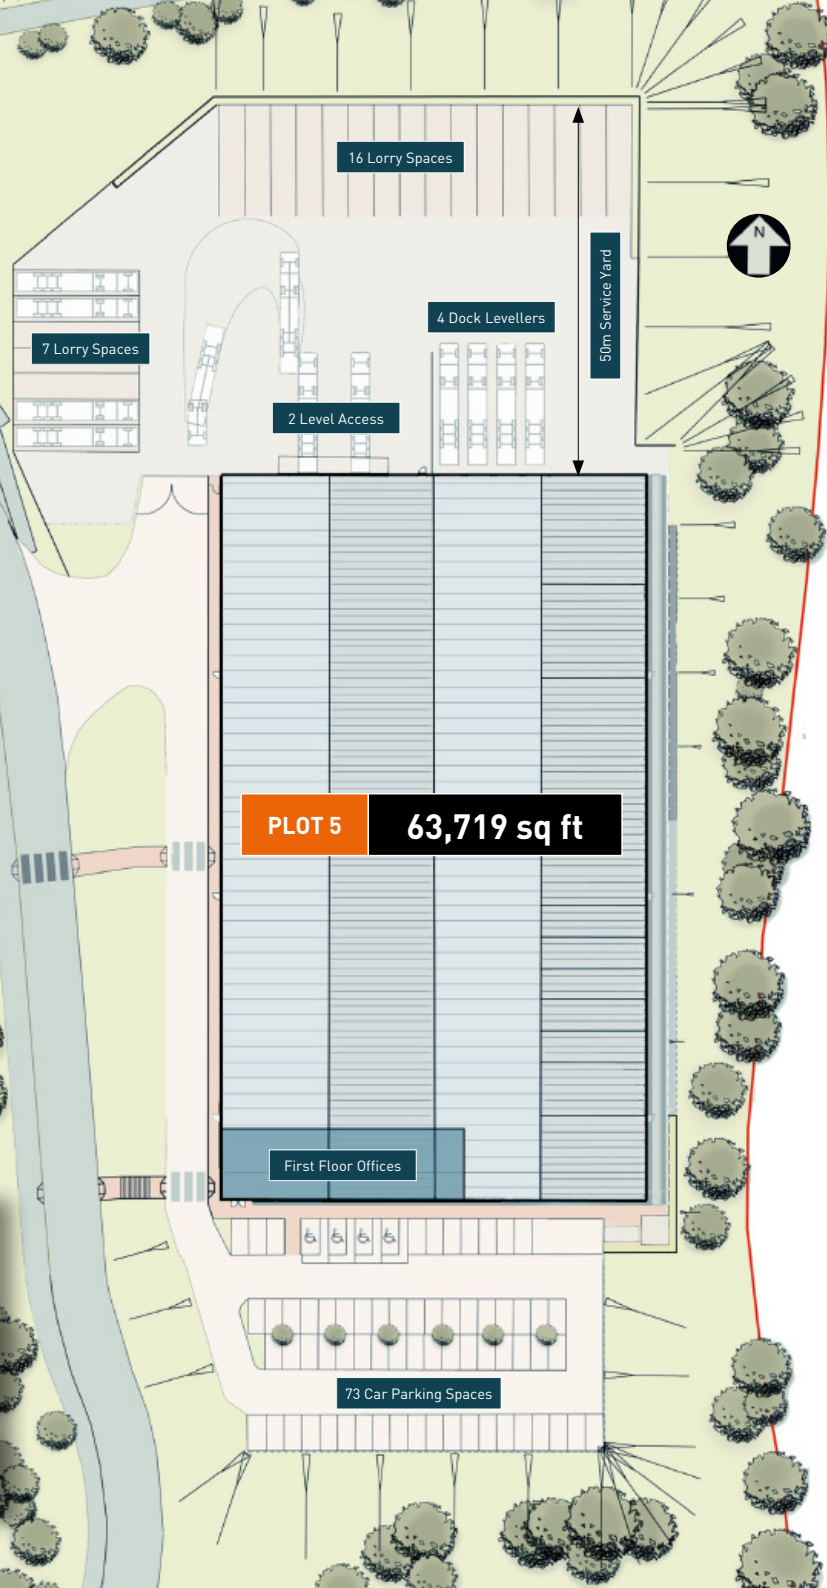 16 Lorry Spaces
N
50m Service Yard
4 Dock Levellers
7 Lorry Spaces
2 Level Access
PLOT 5
63,719 sq ft
First Floor Offices
73 Car Parking Spaces